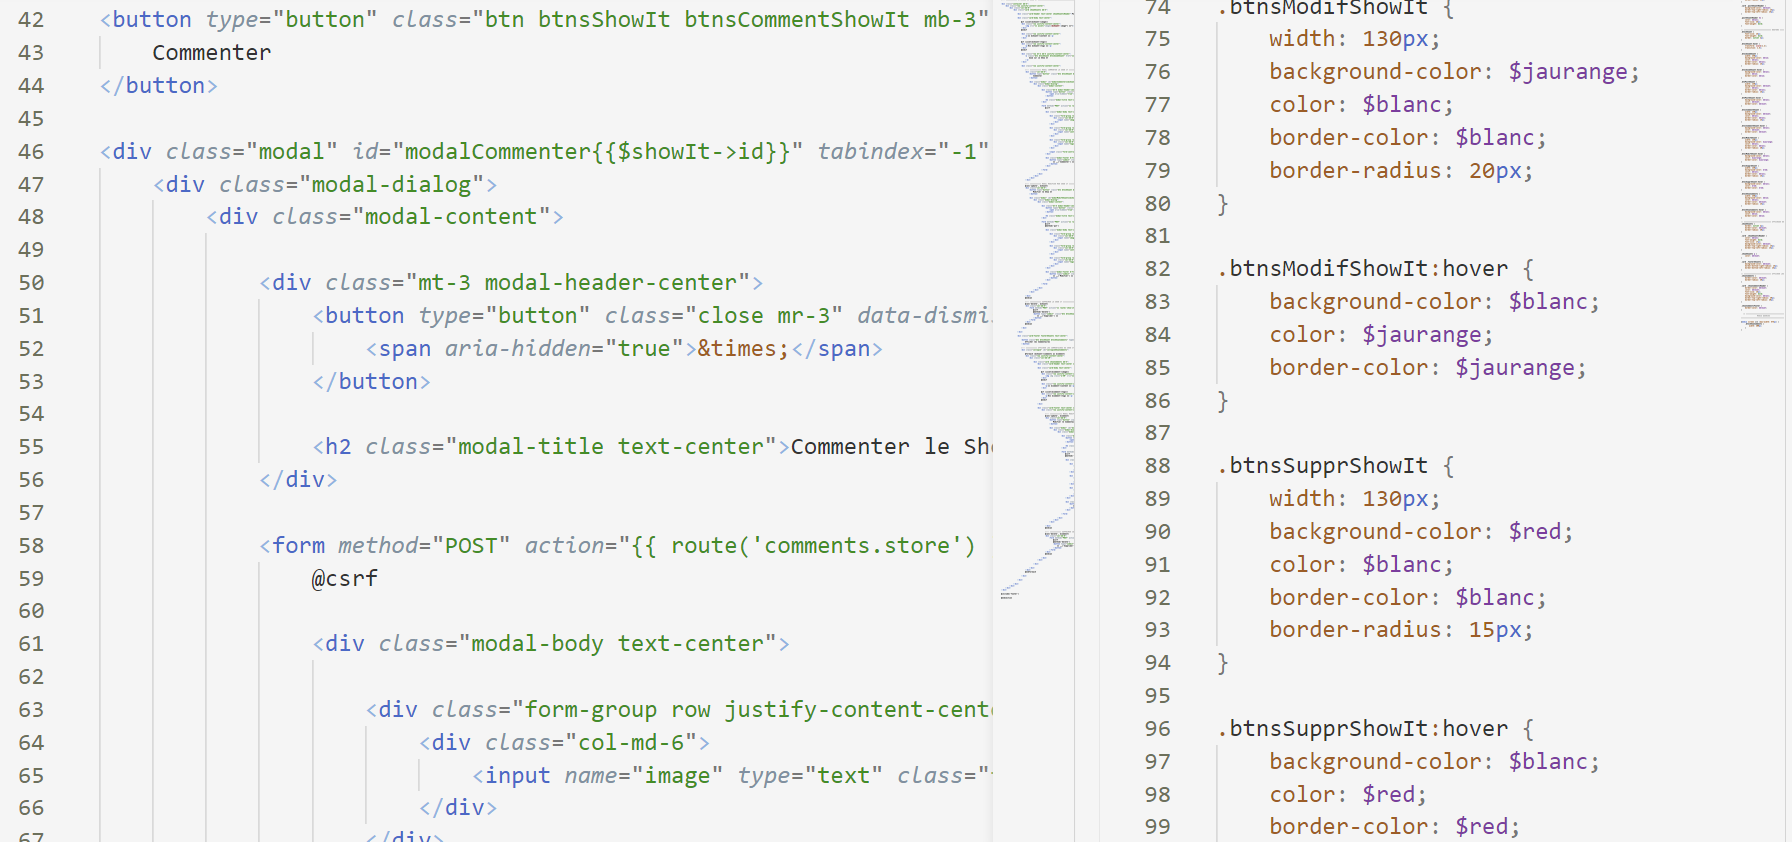 42 <button type="button" class="btn btnsShowIt btnsCommentShowIt mb-3"
43 Commenter
44 </button>
45
46 <div class="modal" id="modalCommenter{{$showIt->id}}" tabindex="-1"
47 <div class="modal-dialog">
48 <div class="modal-content">
49
50 <div class="mt-3 modal-header-center">
51 <button type="button" class="close mr-3" data-dismi
52 <span aria-hidden="true">&times;</span>
53 </button>
54
55 <h2 class="modal-title text-center">Commenter le Sh
56 </div>
57
58 <form method="POST" action="{{ route('comments.store')
59 @csrf
60
61 <div class="modal-body text-center">
62
63 <div class="form-group row justify-content-cent
64 <div class="col-md-6">
65 <input name="image" type="text" class="
66 </div>
67 </div>
74 .btnsModifShowIt {
75 width: 130px;
76 background-color: $jaurange;
77 color: $blanc;
78 border-color: $blanc;
79 border-radius: 20px;
80 }
81
82 .btnsModifShowIt:hover {
83 background-color: $blanc;
84 color: $jaurange;
85 border-color: $jaurange;
86 }
87
88 .btnsSupprShowIt {
89 width: 130px;
90 background-color: $red;
91 color: $blanc;
92 border-color: $blanc;
93 border-radius: 15px;
94 }
95
96 .btnsSupprShowIt:hover {
97 background-color: $blanc;
98 color: $red;
99 border-color: $red;